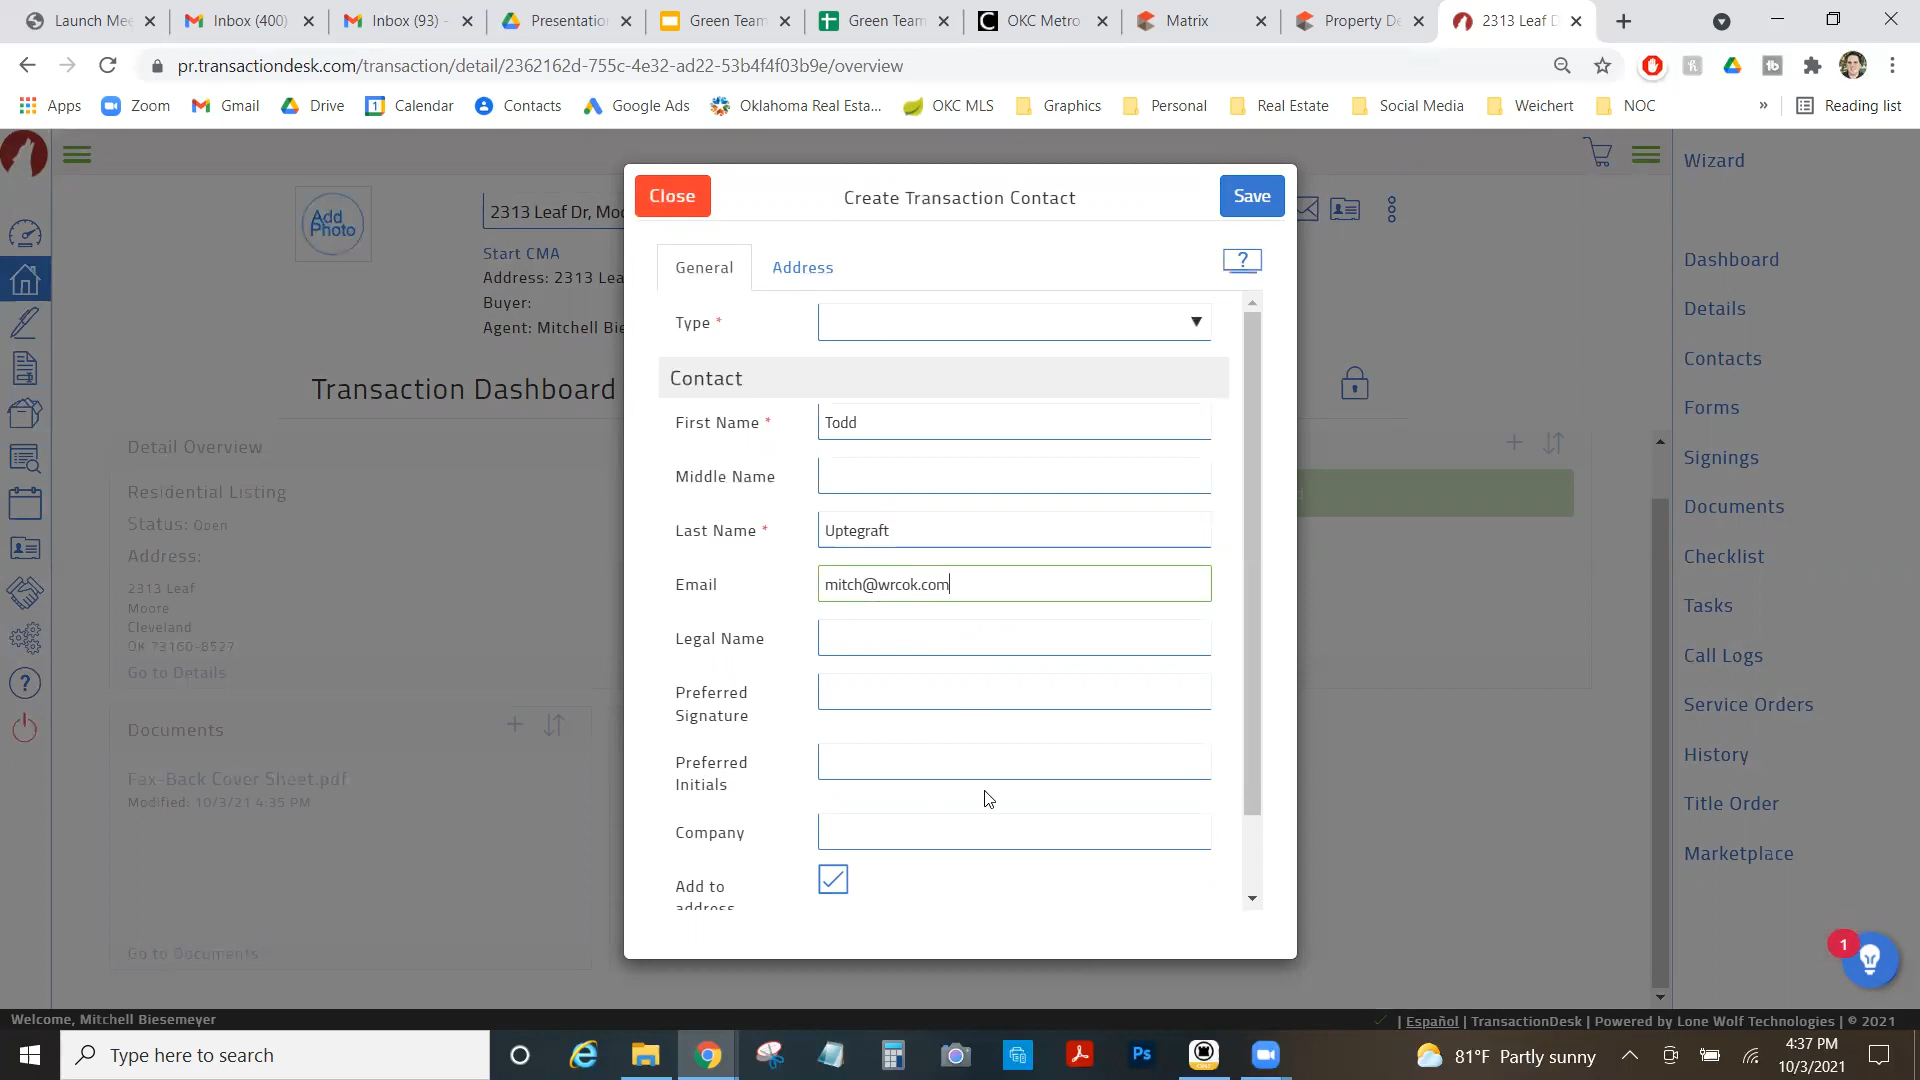 Launch Mee
Inbox (400)
Inbox (93) -
Presentatio
Green Team
Green Team
OKC Metro
Matrix
Property De
2313 Leaf D
pr.transactiondesk.com/transaction/detail/2362162d-755c-4e32-ad22-53b4f4f03b9e/overview
Apps
Zoom
Gmail
Drive
Calendar
Contacts
Google Ads
Oklahoma Real Esta...
OKC MLS
Graphics
Personal
Real Estate
Social Media
Weichert
NOC
»
Reading list
Close
Create Transaction Contact
Save
General
Address
?
Type *
Contact
First Name * Todd
Middle Name
Last Name * Uptegraft
Email mitch@wrcok.com
Legal Name
Preferred
Signature
Preferred
Initials
Company
Add to
address
Add
Photo
2313 Leaf Dr, Moo
Start CMA
Address: 2313 Lea
Buyer:
Agent: Mitchell Bie
Transaction Dashboard
Detail Overview
Residential Listing
Status: Open
Address:
2313 Leaf
Moore
Cleveland
OK 73160-8527
Go to Details
Documents
Fax-Back Cover Sheet.pdf
Modified: 10/3/21 4:35 PM
Go to Documents
Wizard
Dashboard
Details
Contacts
Forms
Signings
Documents
Checklist
Tasks
Call Logs
Service Orders
History
Title Order
Marketplace
1
Welcome, Mitchell Biesemeyer
| Español | TransactionDesk | Powered by Lone Wolf Technologies | © 2021
Type here to search
Ps
81°F Partly sunny
4:37 PM
10/3/2021